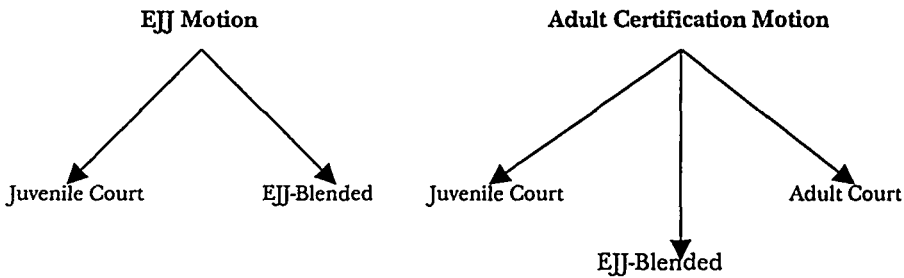 EJJ Motion Adult Certification Motion
Juvenile Court EJJ-Blended Juvenile Court Adult Court
EJJ-Blended